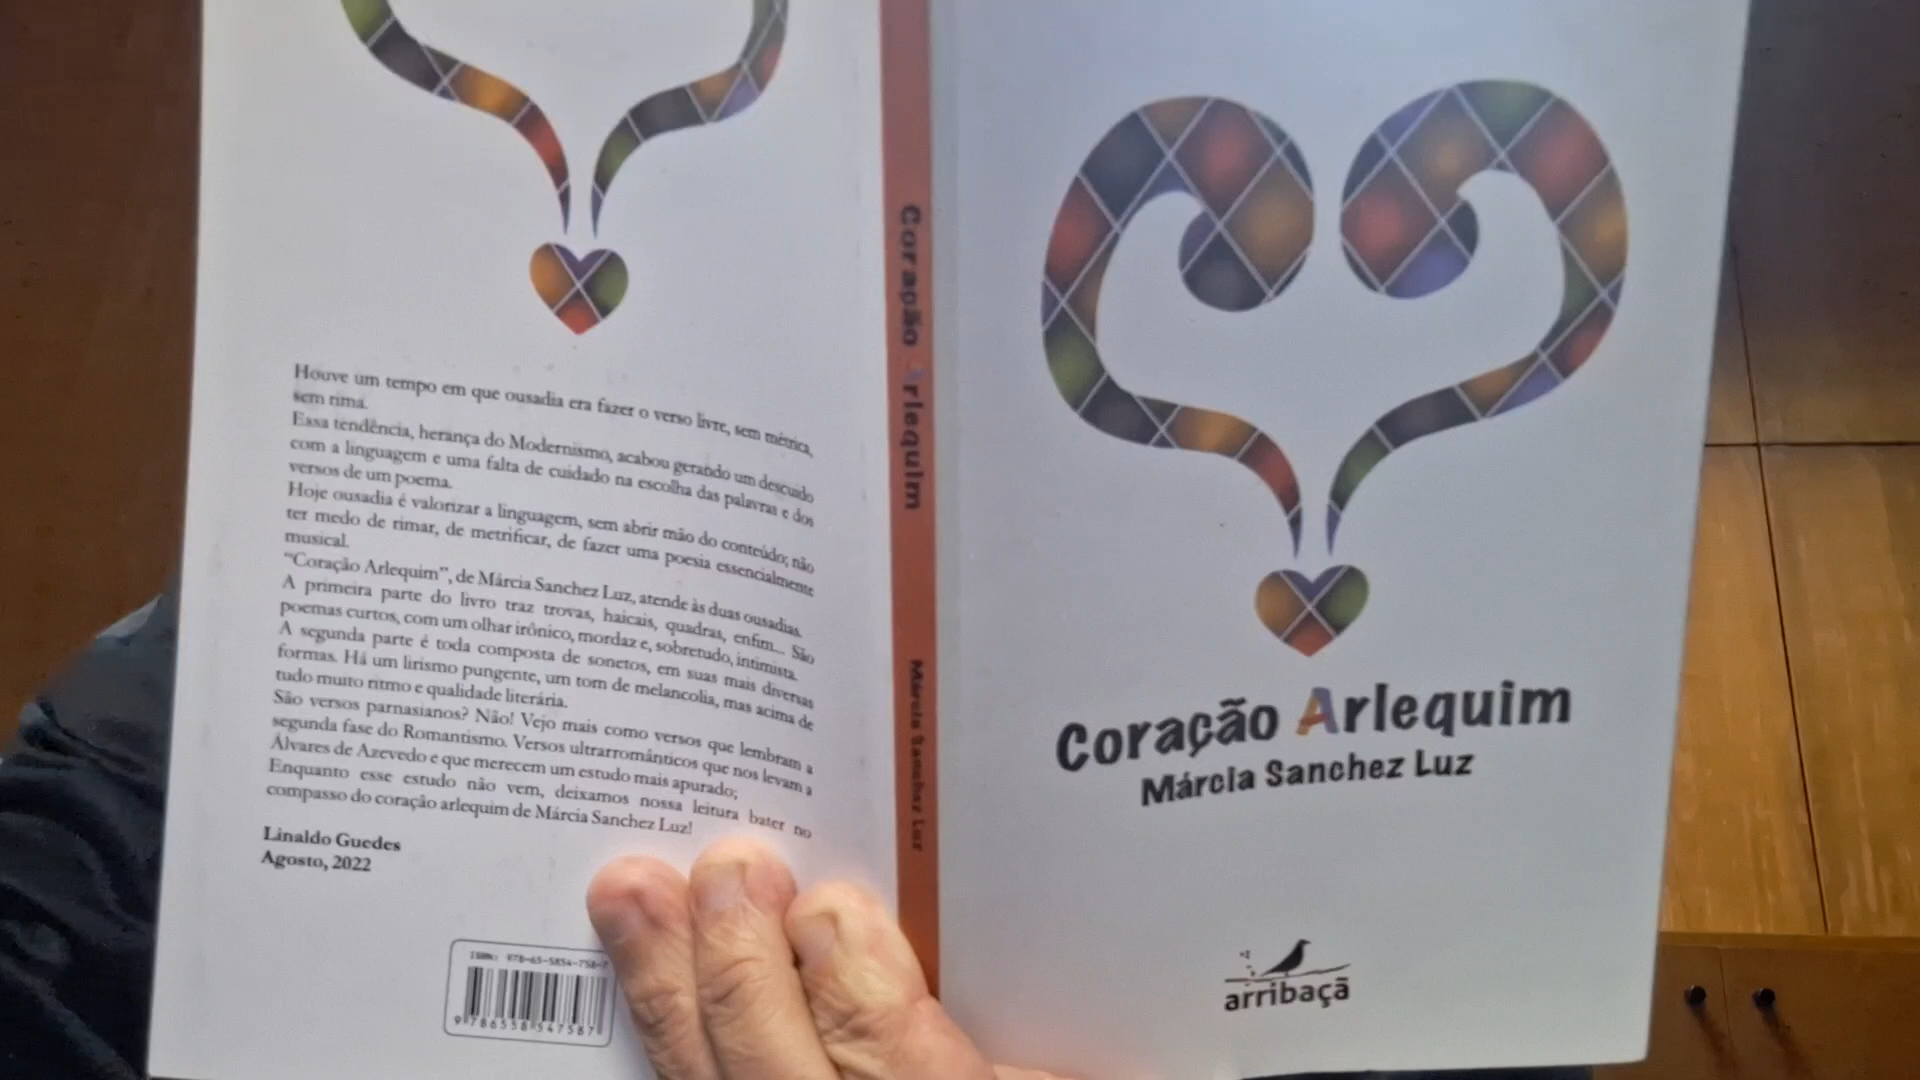 Houve um tempo em que ousadia era fazer o verso livre, sem métrica,
sem rima.
Essa tendência, herança do Modernismo, acabou gerando um descuido
com a linguagem e uma falta de cuidado na escolha das palavras e dos
versos de um poema.
Hoje ousadia é valorizar a linguagem, sem abrir mão do conteúdo; não
ter medo de rimar, de metrificar, de fazer uma poesia essencialmente
musical.
“Coração Arlequim”, de Márcia Sanchez Luz, atende às duas ousadias.
A primeira parte do livro traz trovas, haicais, quadras, enfim... São
poemas curtos, com um olhar irônico, mordaz e, sobretudo, intimista.
A segunda parte é toda composta de sonetos, em suas mais diversas
formas. Há um lirismo pungente, um tom de melancolia, mas acima de
tudo muito ritmo e qualidade literária.
São versos parnasianos? Não! Vejo mais como versos que lembram a
segunda fase do Romantismo. Versos ultrarromânticos que nos levam a
Álvares de Azevedo e que merecem um estudo mais apurado;
Enquanto esse estudo não vem, deixamos nossa leitura bater no
compasso do coração arlequim de Márcia Sanchez Luz!
Linaldo Guedes
Agosto, 2022
ISBN: 978-65-5854-758-7
9 786558 547587
Coração Arlequim
Márcia Sanchez Luz
Coração Arlequim
Márcia Sanchez Luz
arribaçã